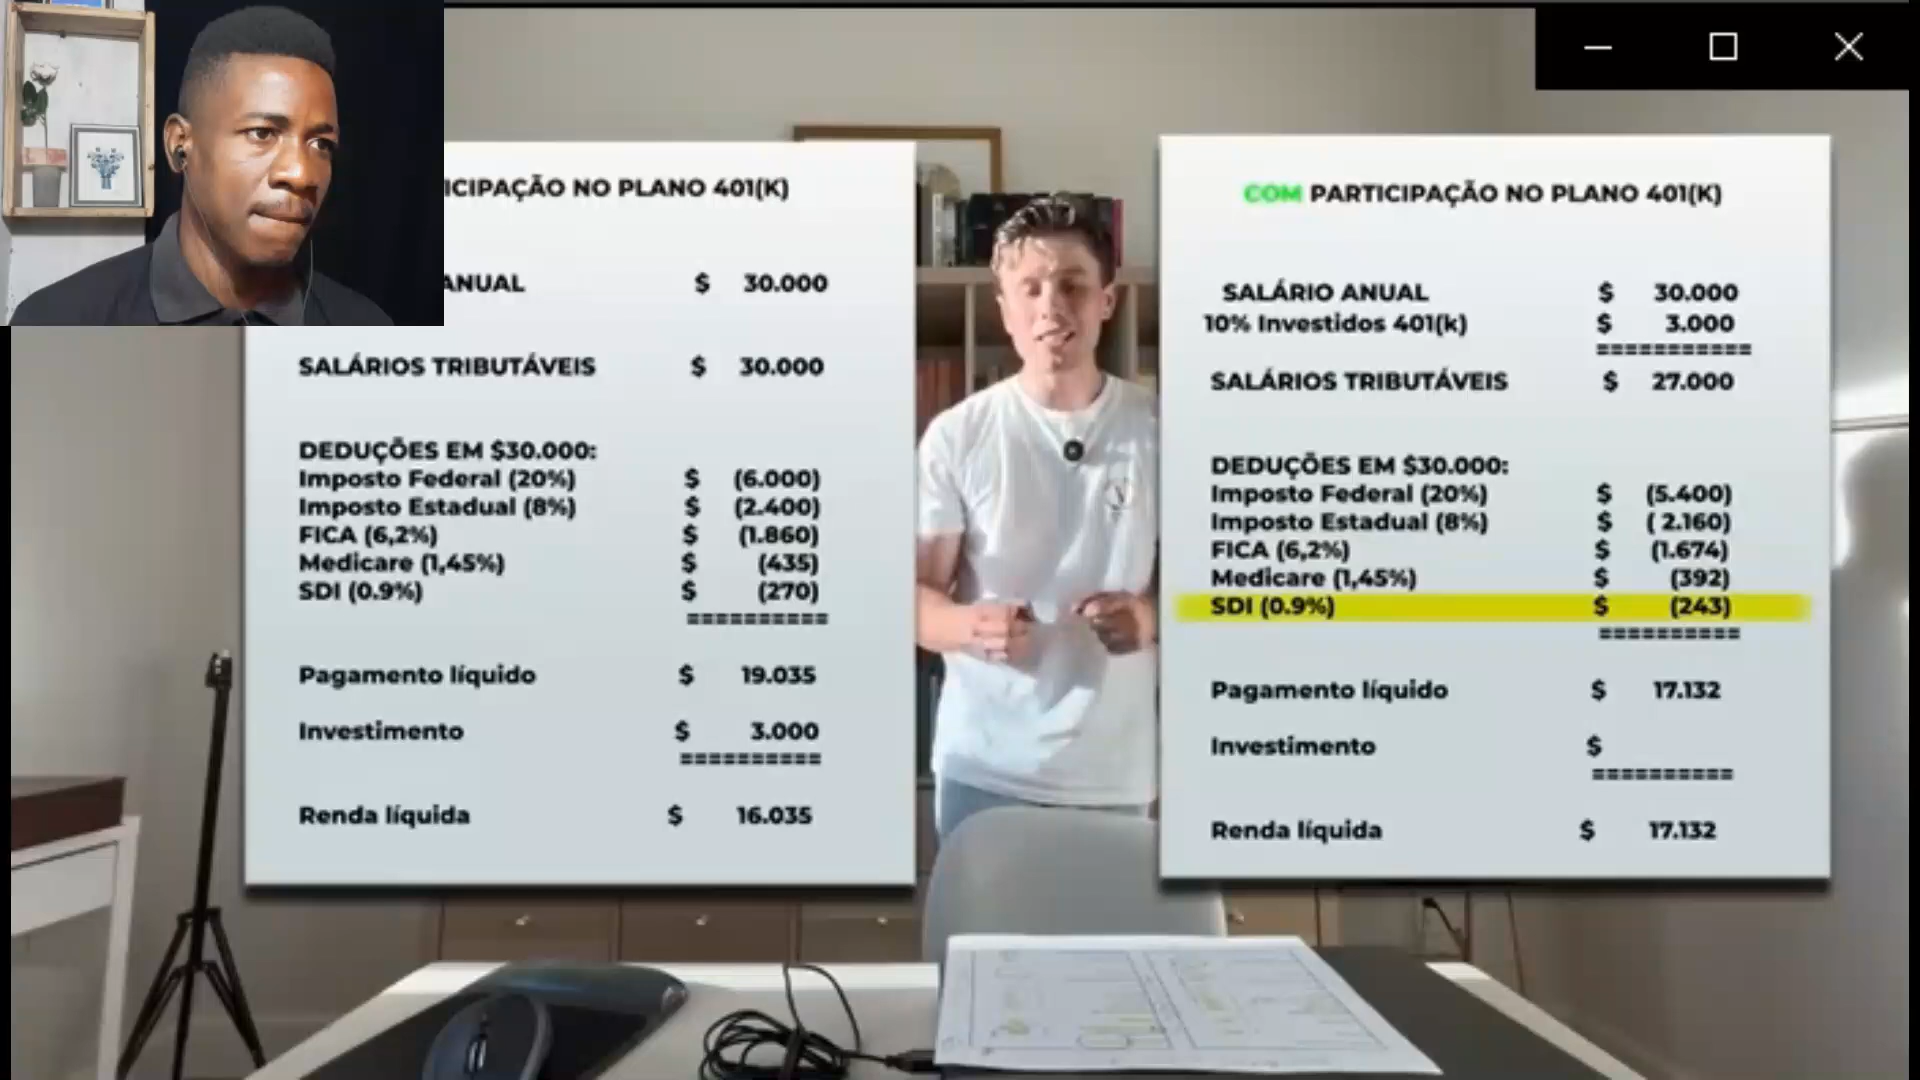 ICIPAÇÃO NO PLANO 401(K)
ANUAL $ 30.000
SALÁRIOS TRIBUTÁVEIS $ 30.000
DEDUÇÕES EM $30.000:
Imposto Federal (20%) $ (6.000)
Imposto Estadual (8%) $ (2.400)
FICA (6,2%) $ (1.860)
Medicare (1,45%) $ (435)
SDI (0.9%) $ (270)
==========
Pagamento líquido $ 19.035
Investimento $ 3.000
==========
Renda líquida $ 16.035
COM PARTICIPAÇÃO NO PLANO 401(K)
SALÁRIO ANUAL $ 30.000
10% Investidos 401(k) $ 3.000
===========
SALÁRIOS TRIBUTÁVEIS $ 27.000
DEDUÇÕES EM $30.000:
Imposto Federal (20%) $ (5.400)
Imposto Estadual (8%) $ ( 2.160)
FICA (6,2%) $ (1.674)
Medicare (1,45%) $ (392)
SDI (0.9%) $ (243)
==========
Pagamento líquido $ 17.132
Investimento $
==========
Renda líquida $ 17.132